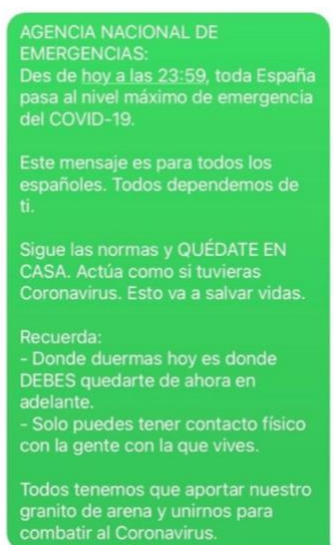 AGENCIA NACIONAL DE
EMERGENCIAS:
Des de hoy a las 23:59, toda España
pasa al nivel máximo de emergencia
del COVID-19.
Este mensaje es para todos los
españoles. Todos dependemos de
ti.
Sigue las normas y QUÉDATE EN
CASA. Actúa como si tuvieras
Coronavirus. Esto va a salvar vidas.
Recuerda:
- Donde duermas hoy es donde
DEBES quedarte de ahora en
adelante.
- Solo puedes tener contacto físico
con la gente con la que vives.
Todos tenemos que aportar nuestro
granito de arena y unirnos para
combatir al Coronavirus.